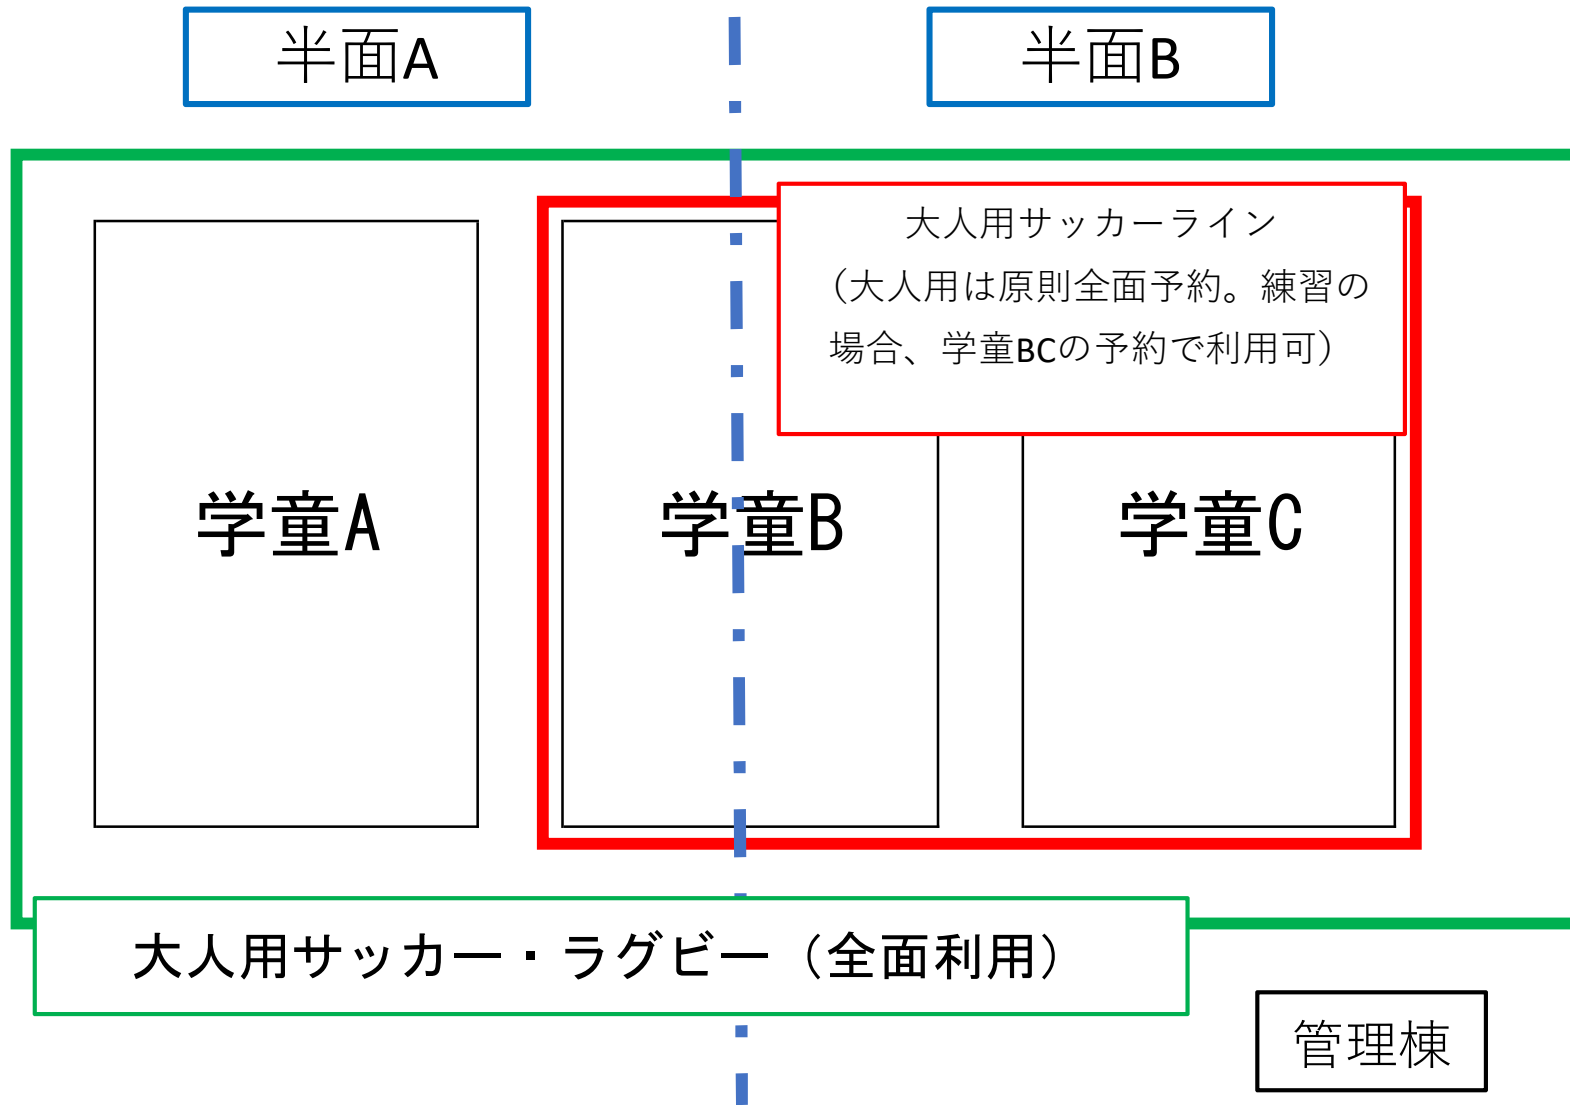 半面A
半面B
大人用サッカーライン
（大人用は原則全面予約。練習の
場合、学童BCの予約で利用可）
学童A
学童B
学童C
大人用サッカー・ラグビー（全面利用）
管理棟